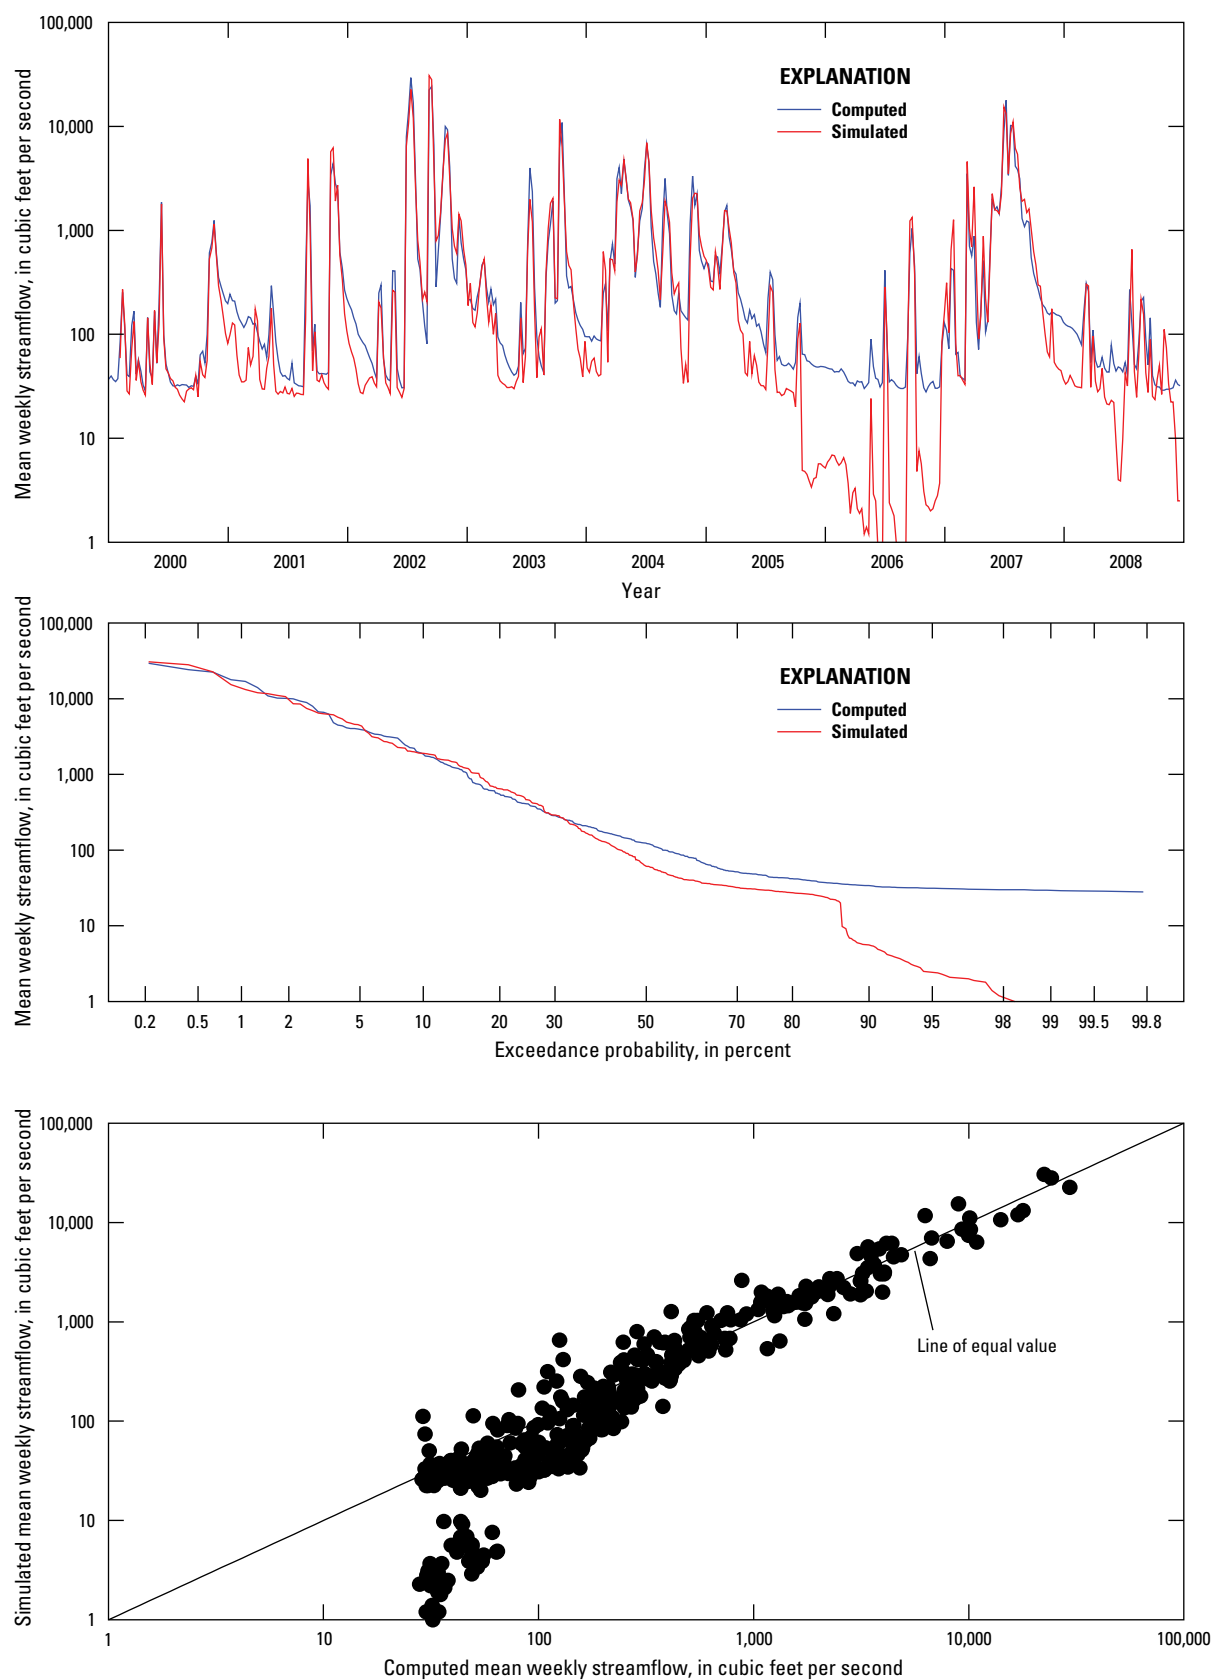 Mean weekly streamflow, in cubic feet per second
100,000
10,000
1,000
100
10
1
EXPLANATION
Computed
Simulated
2000 2001 2002 2003 2004 2005 2006 2007 2008
Year
Mean weekly streamflow, in cubic feet per second
100,000
10,000
1,000
100
10
1
EXPLANATION
Computed
Simulated
0.2 0.5 1 2 5 10 20 30 50 70 80 90 95 98 99 99.5 99.8
Exceedance probability, in percent
Simulated mean weekly streamflow, in cubic feet per second
100,000
10,000
1,000
100
10
1
Line of equal value
1 10 100 1,000 10,000 100,000
Computed mean weekly streamflow, in cubic feet per second